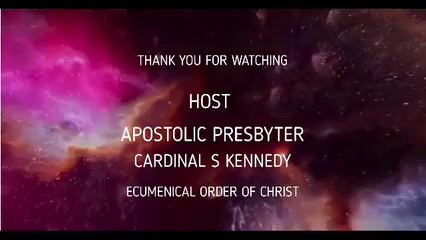 THANK YOU FOR WATCHING
HOST
APOSTOLIC PRESBYTER
CARDINAL S KENNEDY
ECUMENICAL ORDER OF CHRIST